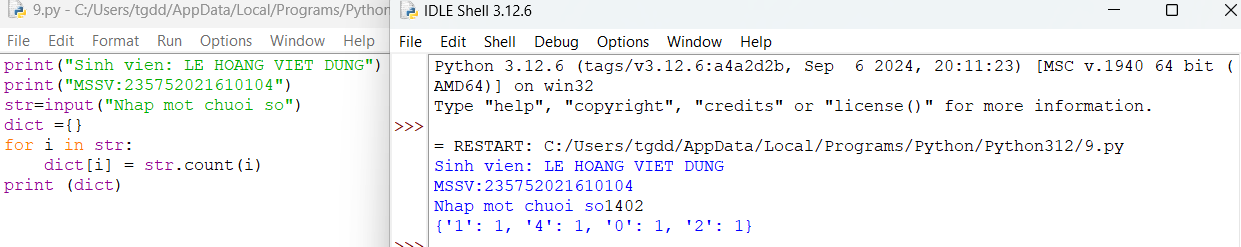 9.py - C:/Users/tgdd/AppData/Local/Programs/Python
File Edit Format Run Options Window Help
print("Sinh vien: LE HOANG VIET DUNG")
print("MSSV:235752021610104")
str=input("Nhap mot chuoi so")
dict ={}
for i in str:
    dict[i] = str.count(i)
print (dict)
IDLE Shell 3.12.6
File Edit Shell Debug Options Window Help
Python 3.12.6 (tags/v3.12.6:a4a2d2b, Sep  6 2024, 20:11:23) [MSC v.1940 64 bit (
AMD64)] on win32
Type "help", "copyright", "credits" or "license()" for more information.
>>>
= RESTART: C:/Users/tgdd/AppData/Local/Programs/Python/Python312/9.py
Sinh vien: LE HOANG VIET DUNG
MSSV:235752021610104
Nhap mot chuoi so1402
{'1': 1, '4': 1, '0': 1, '2': 1}
>>>